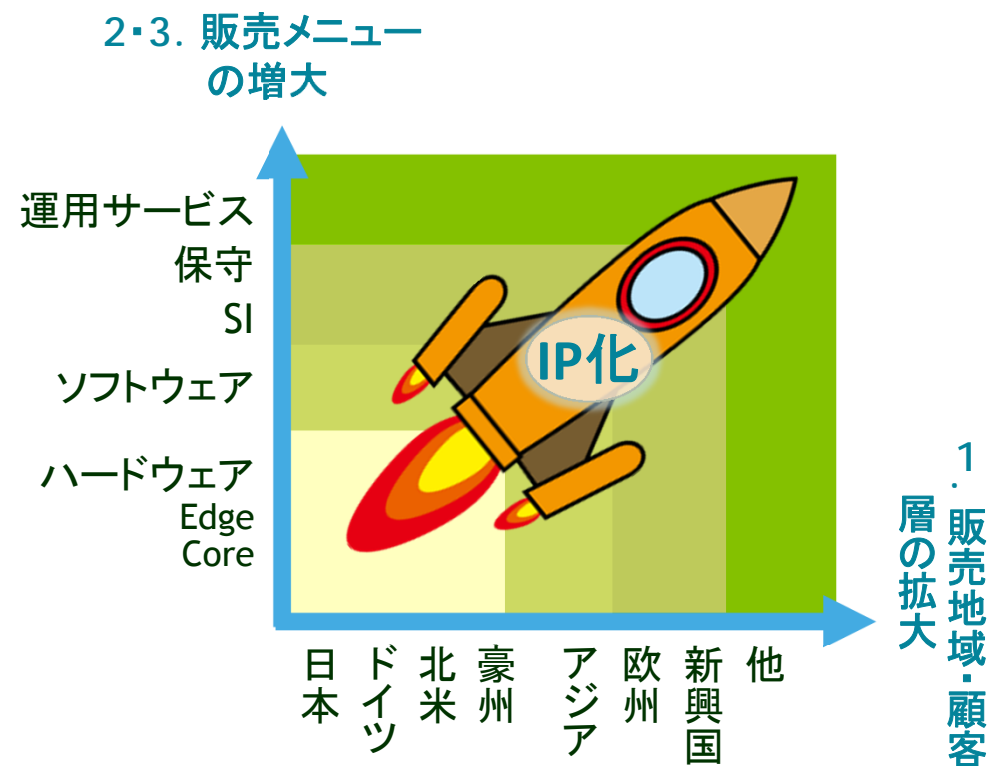 2・3. 販売メニュー
の増大
運用サービス
保守
SI
ソフトウェア
ハードウェア
Edge
Core
IP化
1. 販売地域・顧客
層の拡大
日本
ドイツ
北米
豪州
アジア
欧州
新興国
他